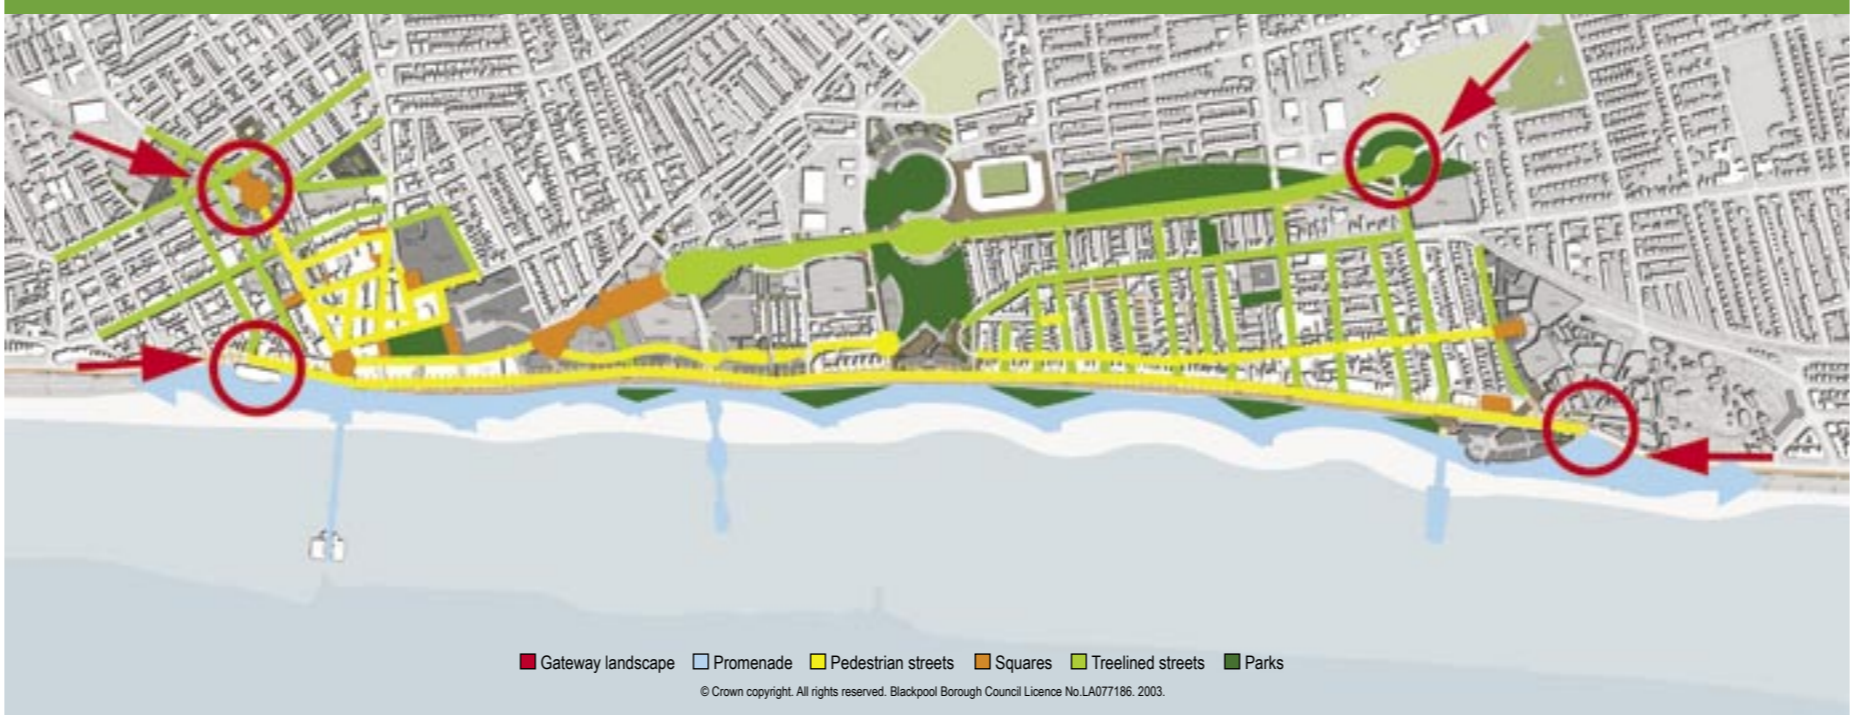 Gateway landscape Promenade Pedestrian streets Squares Treelined streets Parks
© Crown copyright. All rights reserved. Blackpool Borough Council Licence No.LA077186. 2003.